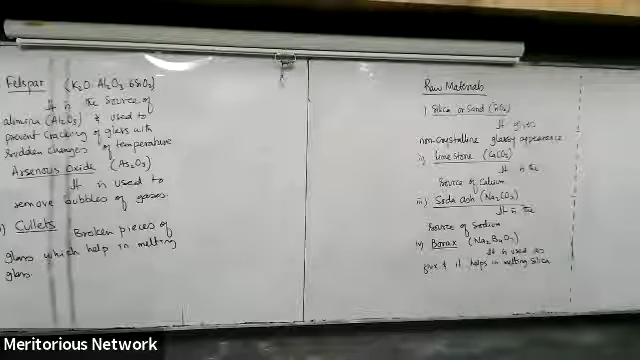 Felspar (K2O Al2O3 6SiO2)
It is the source of
alumina (Al2O3) & used to
prevent cracking of glass with
sudden changes of temperature
Arsenous Oxide (As2O3)
It is used to
remove bubbles of gases.
) Cullets Broken pieces of
glass which help in melting
glass.
Raw Materials
i) Silica or Sand (SiO2)
It gives
non-crystalline glassy appearance
ii) Limestone (CaCO3)
It is the
source of Calcium
iii) Soda ash (Na2CO3)
It is the
source of Sodium
iv) Borax (Na2B4O7)
It is used as
flux & it helps in melting silica
Meritorious Network